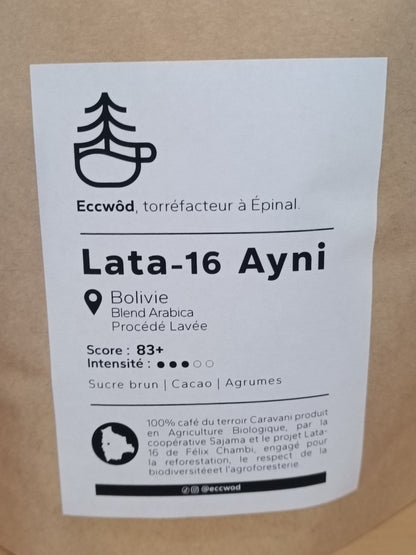 Eccwôd, torréfacteur à Épinal.
Lata-16 Ayni
Bolivie
Blend Arabica
Procédé Lavée
Score : 83+
Intensité :
Sucre brun | Cacao | Agrumes
100% café du terroir Caravani produit
en Agriculture Biologique, par la
coopérative Sajama et le projet Lata-
16 de Félix Chambi, engagé pour
la reforestation, le respect de la
biodiversitéeet l'agroforesterie.
@eccwod